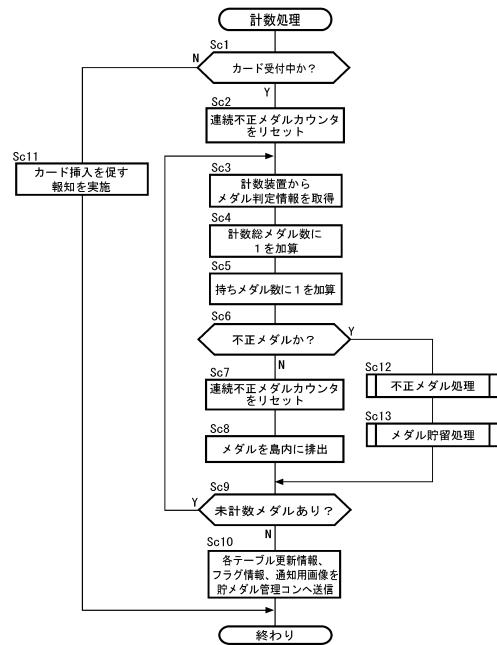 計数処理
Sc1
N
カード受付中か?
Y
Sc2
連続不正メダルカウンタ
をリセット
Sc11
カード挿入を促す
報知を実施
Sc3
計数装置から
メダル判定情報を取得
Sc4
計数総メダル数に
1を加算
Sc5
持ちメダル数に1を加算
Sc6
不正メダルか?
Y
N
Sc12
不正メダル処理
Sc7
連続不正メダルカウンタ
をリセット
Sc13
メダル貯留処理
Sc8
メダルを島内に排出
Sc9
Y
未計数メダルあり?
N
Sc10
各テーブル更新情報、
フラグ情報、通知用画像を
貯メダル管理コンへ送信
終わり